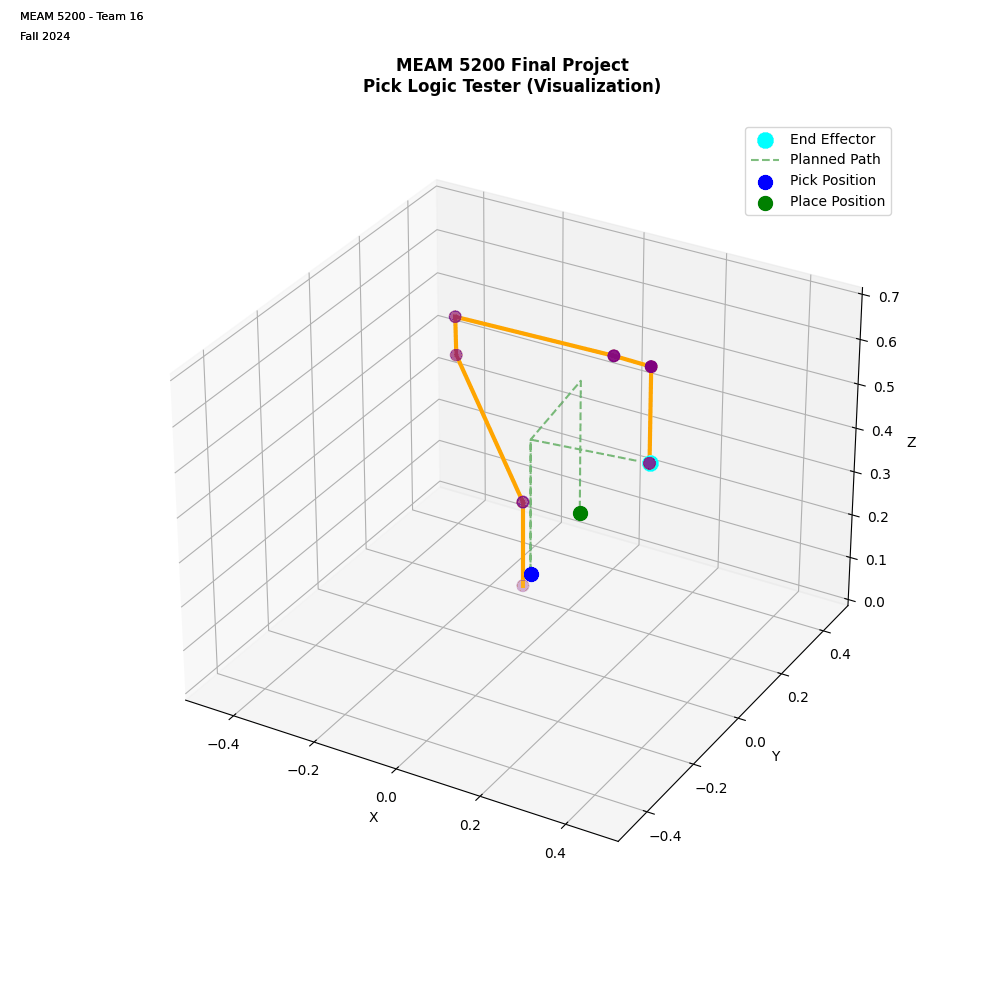 MEAM 5200 - Team 16
Fall 2024
MEAM 5200 Final Project
Pick Logic Tester (Visualization)
End Effector
Planned Path
Pick Position
Place Position
0.7
0.6
0.5
0.4
Z
0.3
0.2
0.1
0.0
0.4
0.2
0.0
Y
−0.2
−0.4
−0.4
−0.2
0.0
X
0.2
0.4